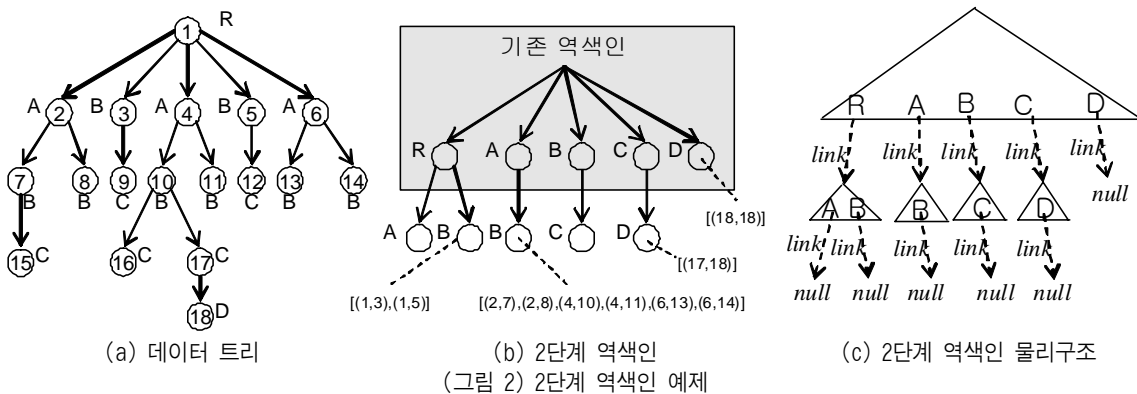 R
1
A 2 B 3 A 4 B 5 A 6
7 8 9 10 11 12 13 14
B B C B B C B B
15 C 16 C 17 C
18 D
(a) 데이터 트리
기존 역색인
R A B C D
[(18,18)]
A B B C D
[(17,18)]
[(1,3),(1,5)] [(2,7),(2,8),(4,10),(4,11),(6,13),(6,14)]
(b) 2단계 역색인
(그림 2) 2단계 역색인 예제
R A B C D
link link link link link
null
A B B C D
link link link link link
null null null null null
(c) 2단계 역색인 물리구조